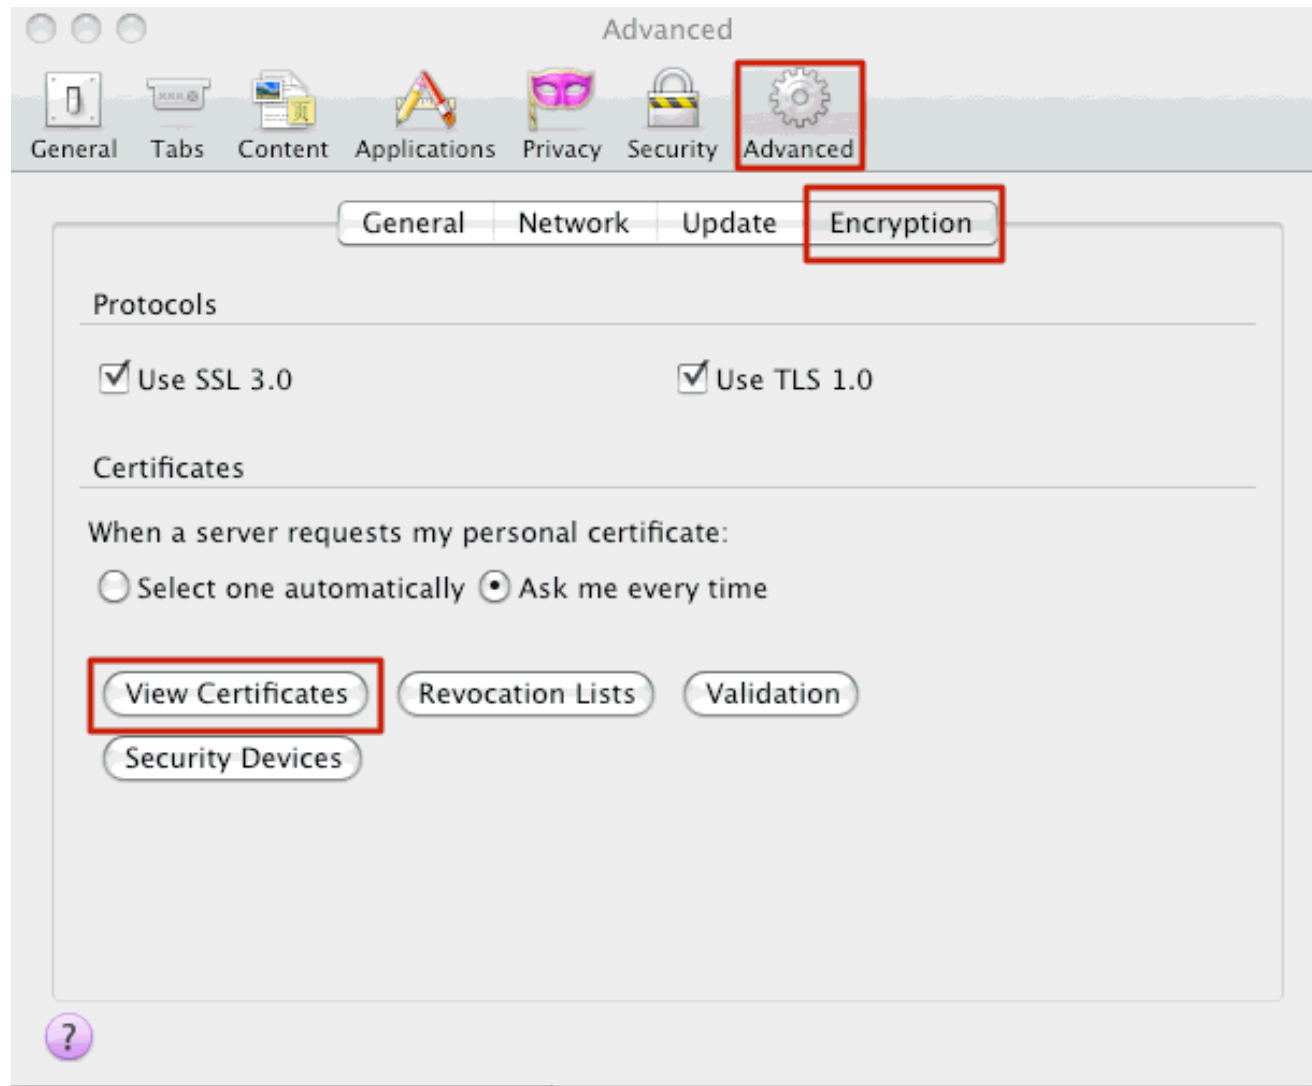 Advanced
General Tabs Content Applications Privacy Security Advanced
General Network Update Encryption
Protocols
Use SSL 3.0 Use TLS 1.0
Certificates
When a server requests my personal certificate:
Select one automatically Ask me every time
View Certificates Revocation Lists Validation
Security Devices
?